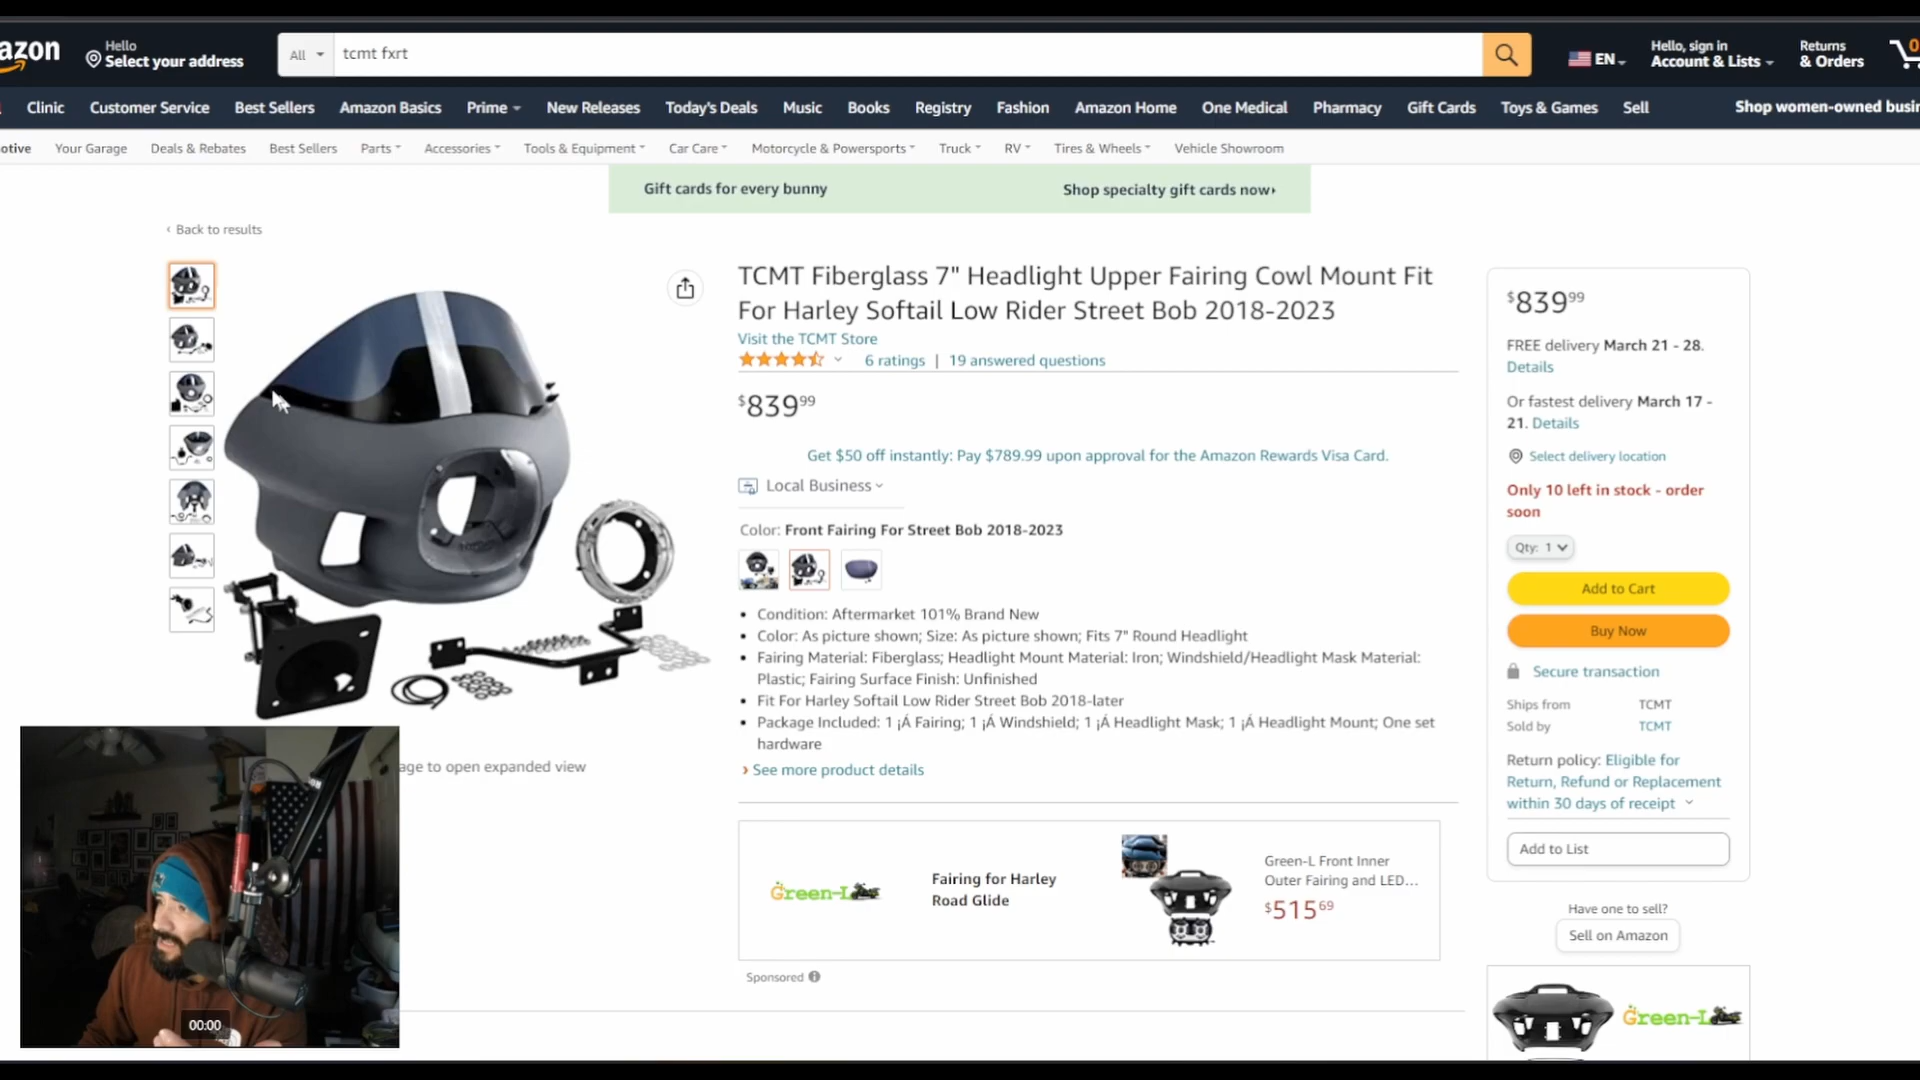 azon
Hello
Select your address
All
tcmt fxrt
EN
Hello, sign in
Account & Lists
Returns
& Orders
0
Clinic
Customer Service
Best Sellers
Amazon Basics
Prime
New Releases
Today's Deals
Music
Books
Registry
Fashion
Amazon Home
One Medical
Pharmacy
Gift Cards
Toys & Games
Sell
Shop women-owned busin
otive
Your Garage
Deals & Rebates
Best Sellers
Parts
Accessories
Tools & Equipment
Car Care
Motorcycle & Powersports
Truck
RV
Tires & Wheels
Vehicle Showroom
Gift cards for every bunny
Shop specialty gift cards now›
‹ Back to results
TCMT Fiberglass 7" Headlight Upper Fairing Cowl Mount Fit
For Harley Softail Low Rider Street Bob 2018-2023
Visit the TCMT Store
6 ratings | 19 answered questions
$839 99
Get $50 off instantly: Pay $789.99 upon approval for the Amazon Rewards Visa Card.
Local Business
Color: Front Fairing For Street Bob 2018-2023
• Condition: Aftermarket 101% Brand New
• Color: As picture shown; Size: As picture shown; Fits 7" Round Headlight
• Fairing Material: Fiberglass; Headlight Mount Material: Iron; Windshield/Headlight Mask Material:
Plastic; Fairing Surface Finish: Unfinished
• Fit For Harley Softail Low Rider Street Bob 2018-later
• Package Included: 1 ¡Á Fairing; 1 ¡Á Windshield; 1 ¡Á Headlight Mask; 1 ¡Á Headlight Mount; One set
hardware
› See more product details
age to open expanded view
Green-L
Fairing for Harley
Road Glide
Green-L Front Inner
Outer Fairing and LED...
$515 69
Sponsored
$839 99
FREE delivery March 21 - 28.
Details
Or fastest delivery March 17 -
21. Details
Select delivery location
Only 10 left in stock - order
soon
Qty: 1
Add to Cart
Buy Now
Secure transaction
Ships from TCMT
Sold by TCMT
Return policy: Eligible for
Return, Refund or Replacement
within 30 days of receipt
Add to List
Have one to sell?
Sell on Amazon
Green-L
00:00